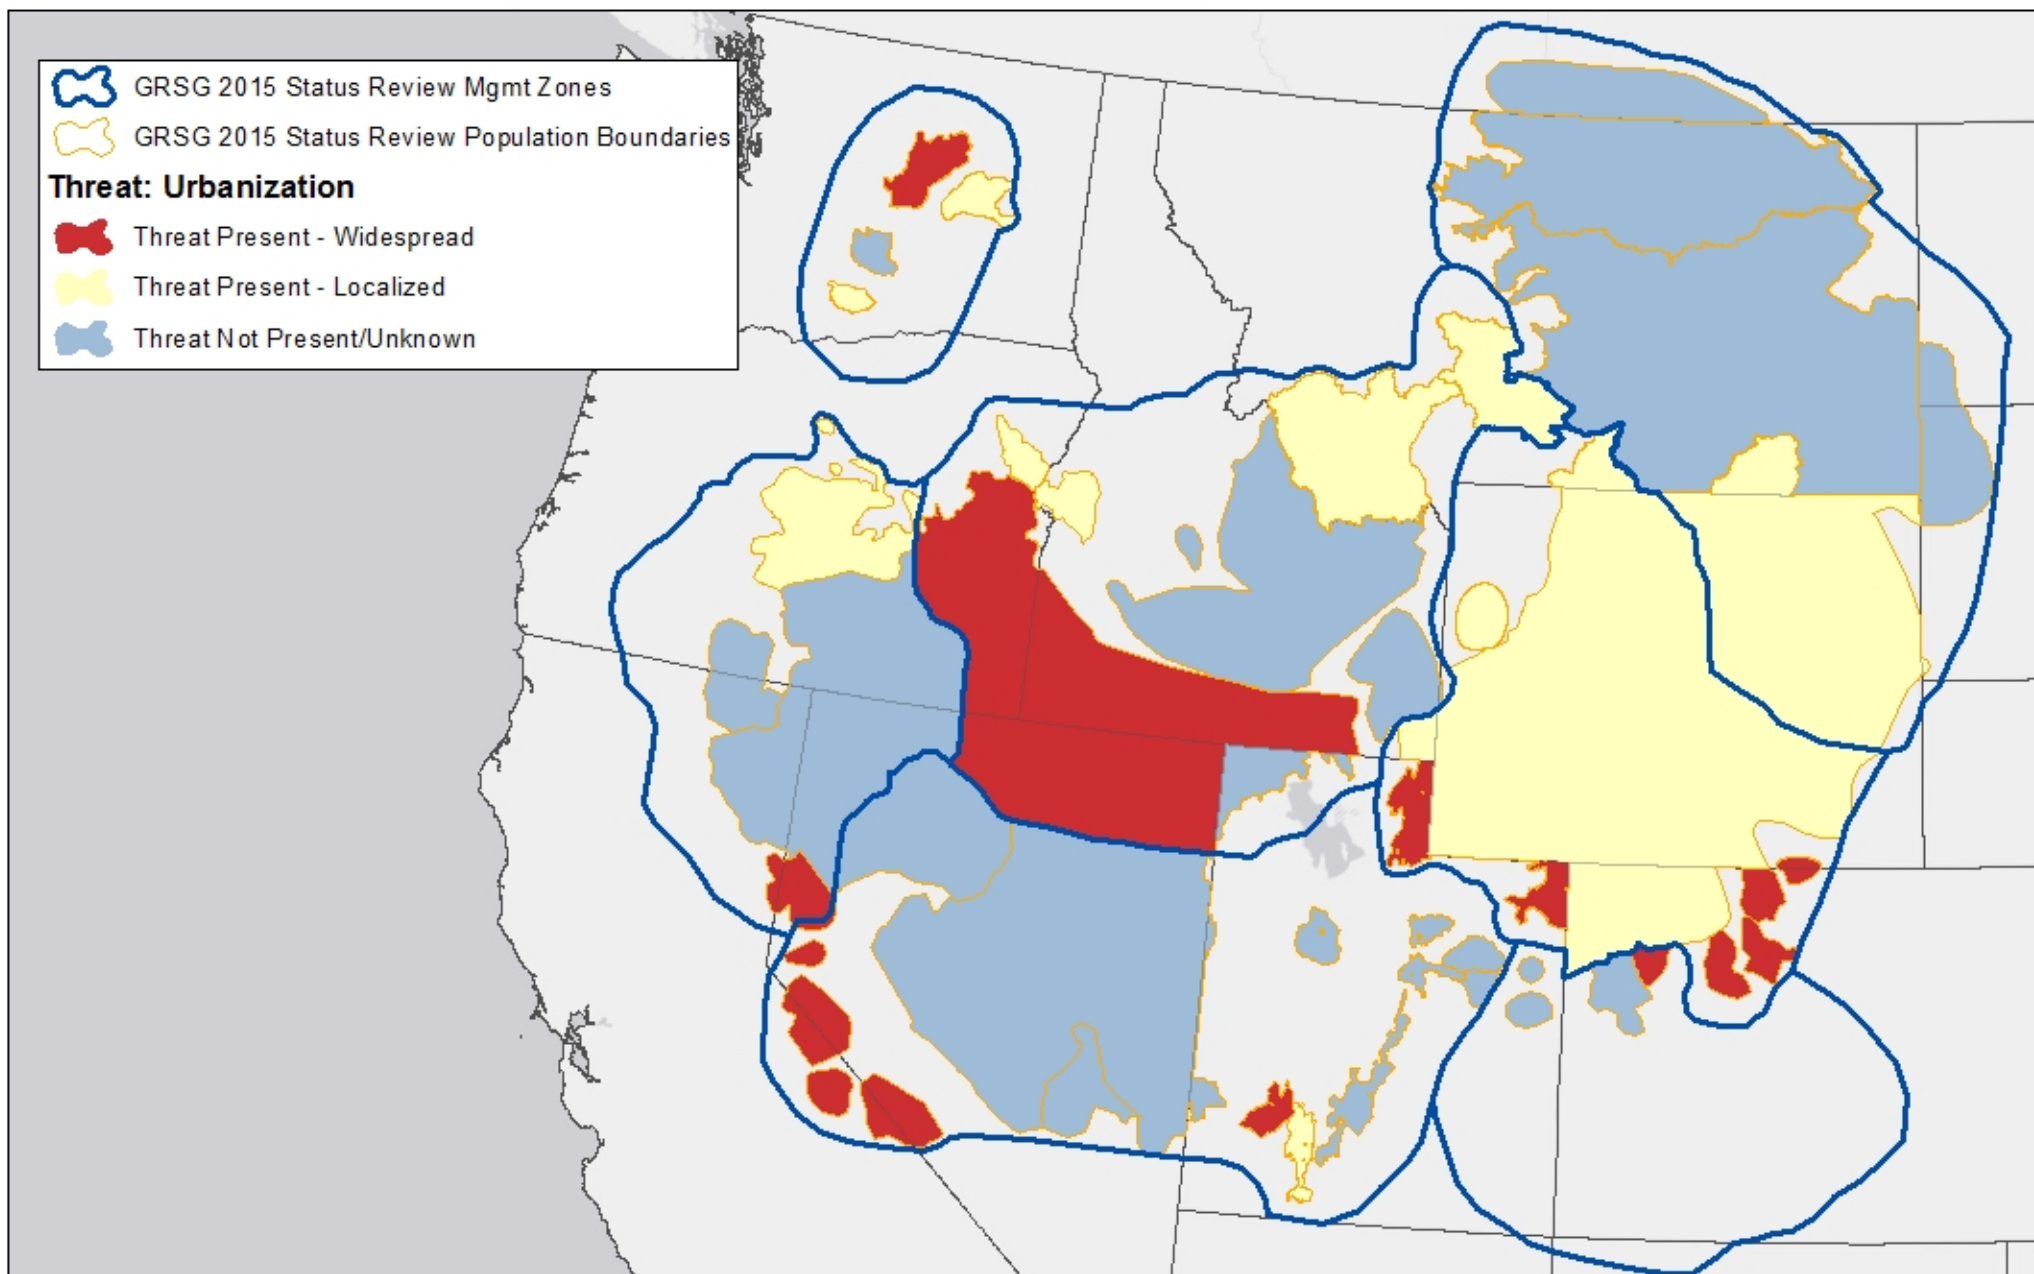 GRSG 2015 Status Review Mgmt Zones
GRSG 2015 Status Review Population Boundaries
Threat: Urbanization
Threat Present - Widespread
Threat Present - Localized
Threat Not Present/Unknown